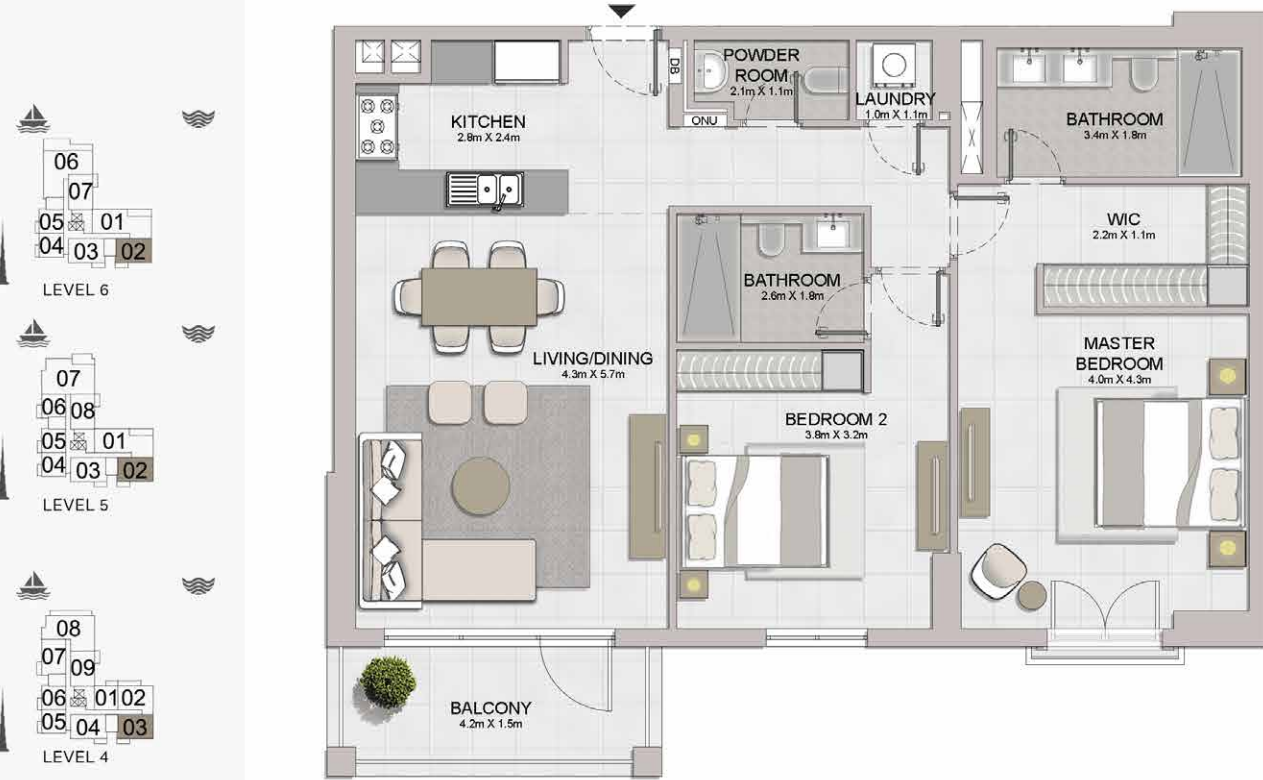 06
07
05
01
04
03
02
LEVEL 6
07
06
08
05
01
04
03
02
LEVEL 5
08
07
09
06
01
02
05
04
03
LEVEL 4
KITCHEN
2.8m X 2.4m
DB
POWDER
ROOM
2.1m X 1.1m
ONU
LAUNDRY
1.0m X 1.1m
BATHROOM
3.4m X 1.8m
WIC
2.2m X 1.1m
BATHROOM
2.6m X 1.8m
LIVING/DINING
4.3m X 5.7m
MASTER
BEDROOM
4.0m X 4.3m
BEDROOM 2
3.8m X 3.2m
BALCONY
4.2m X 1.5m